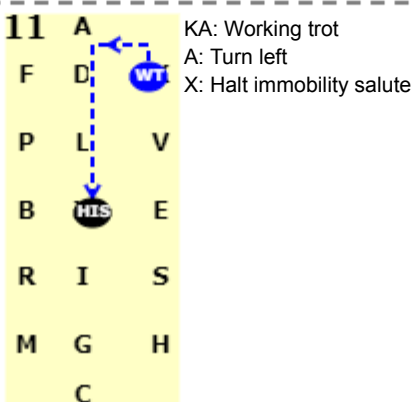 11 A KA: Working trot
A: Turn left
F D WT X: Halt immobility salute
P L V
B HIS E
R I S
M G H
C